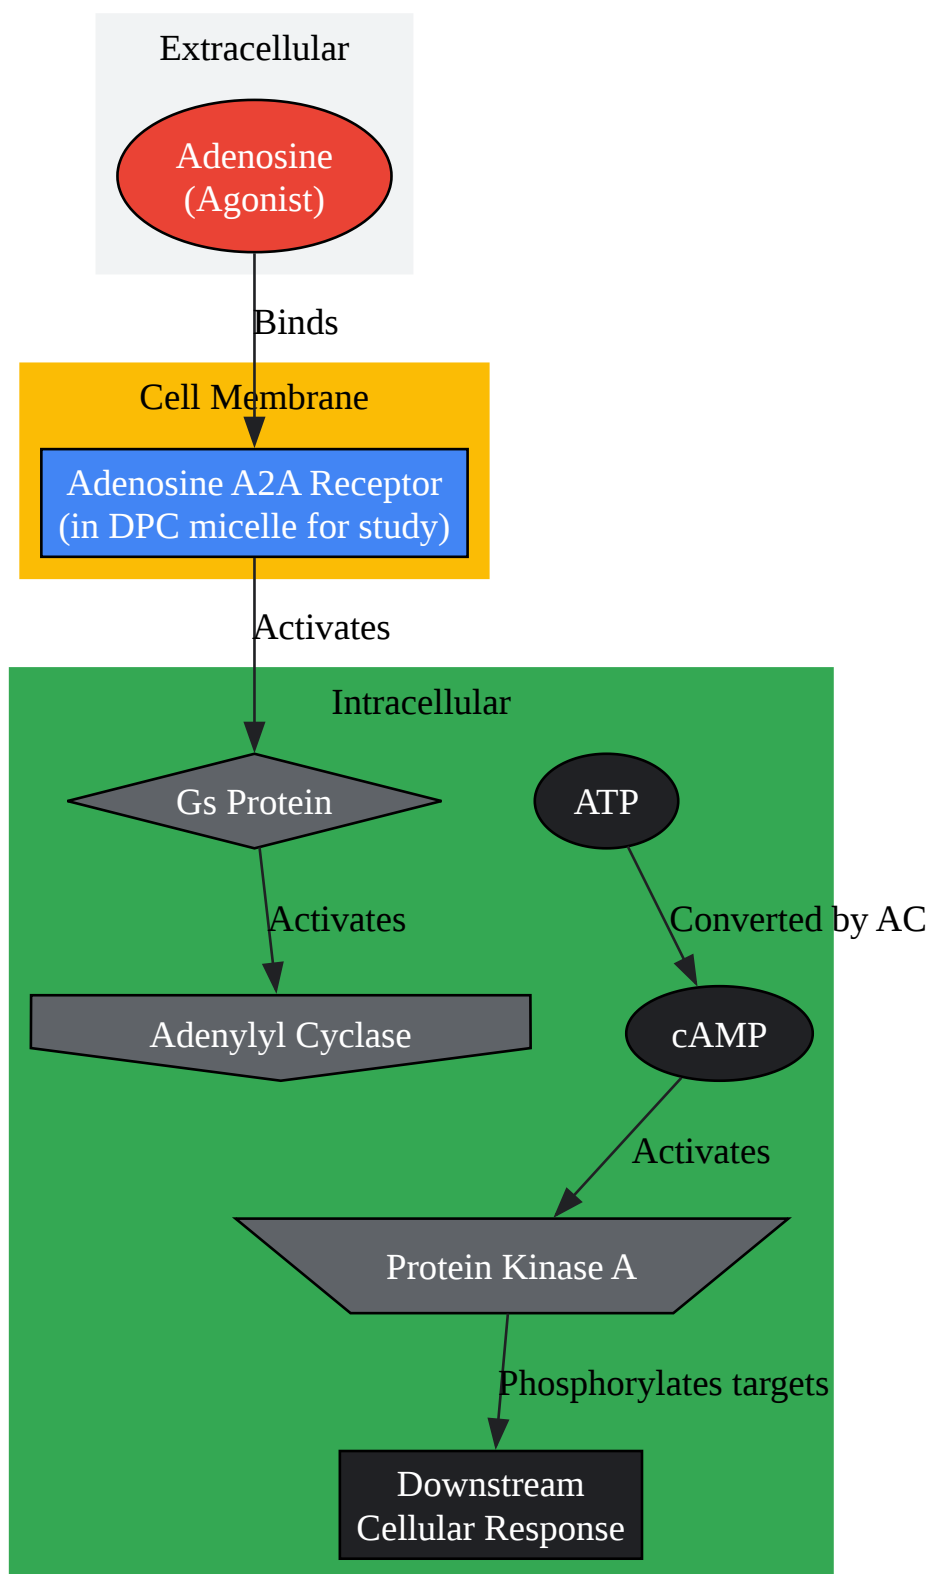 Extracellular
Adenosine
(Agonist)
Binds
Cell Membrane
Adenosine A2A Receptor
(in DPC micelle for study)
Activates
Intracellular
Gs Protein
ATP
Activates
Converted by AC
Adenylyl Cyclase
cAMP
Activates
Protein Kinase A
Phosphorylates targets
Downstream
Cellular Response